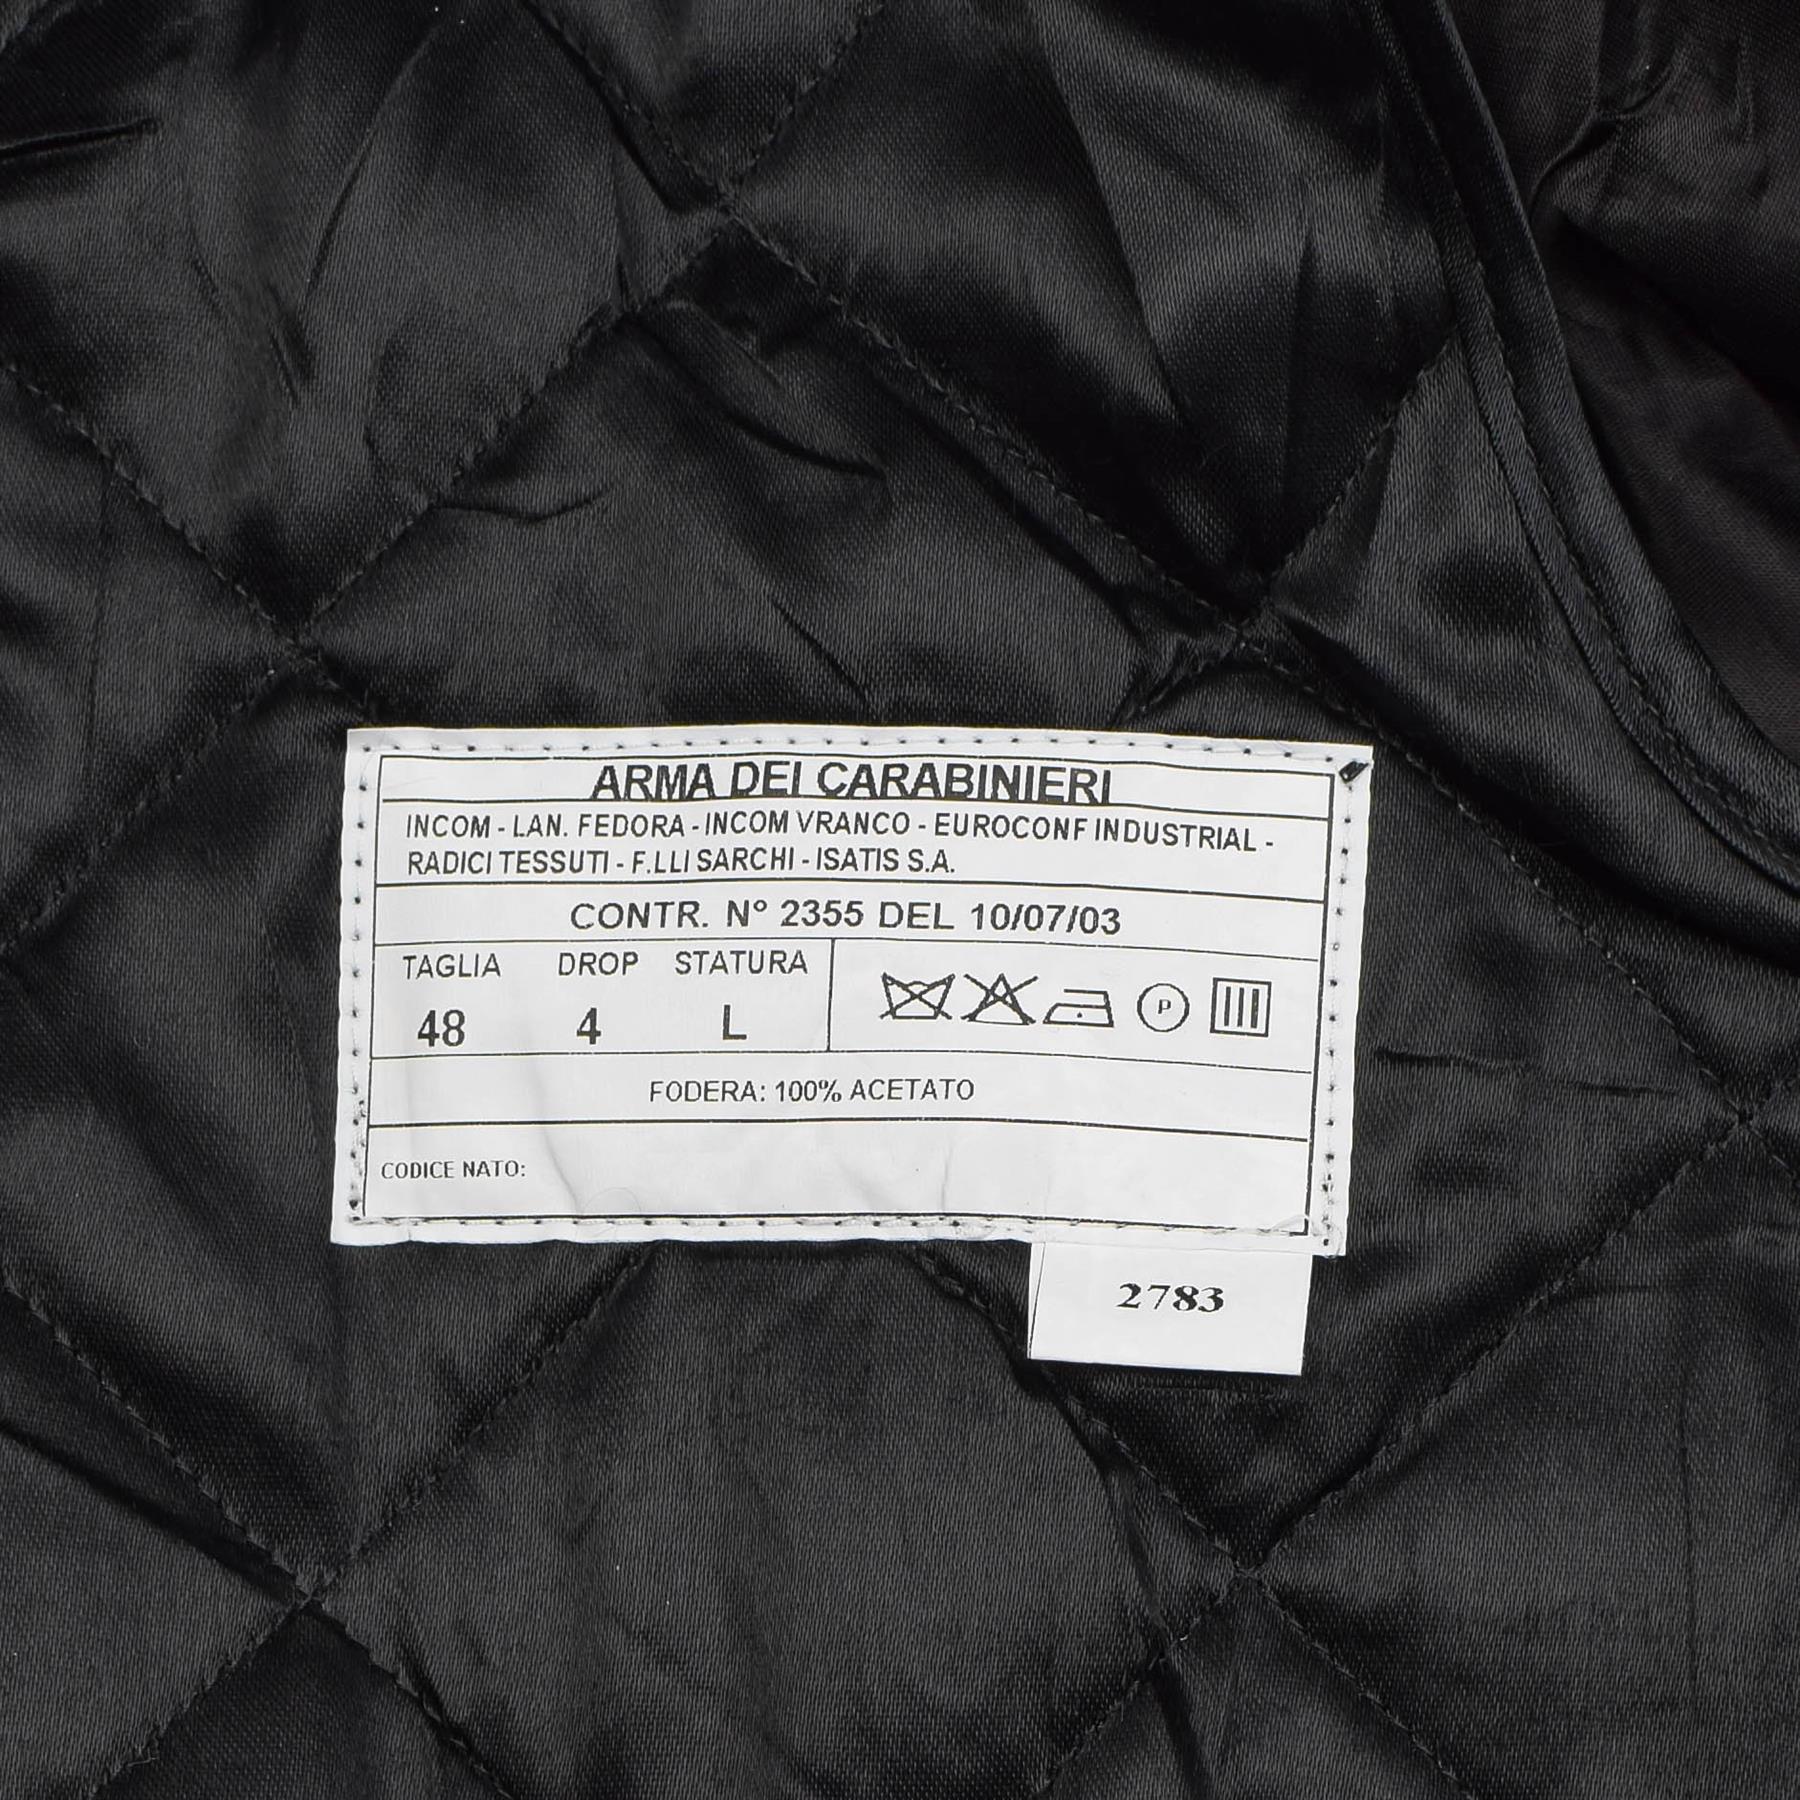 ARMA DEI CARABINIERI
INCOM - LAN. FEDORA - INCOM VRANCO - EUROCONF INDUSTRIAL -
RADICI TESSUTI - F.LLI SARCHI - ISATIS S.A.
CONTR. N° 2355 DEL 10/07/03
TAGLIA DROP STATURA
48 4 L
P
FODERA: 100% ACETATO
CODICE NATO:
2783